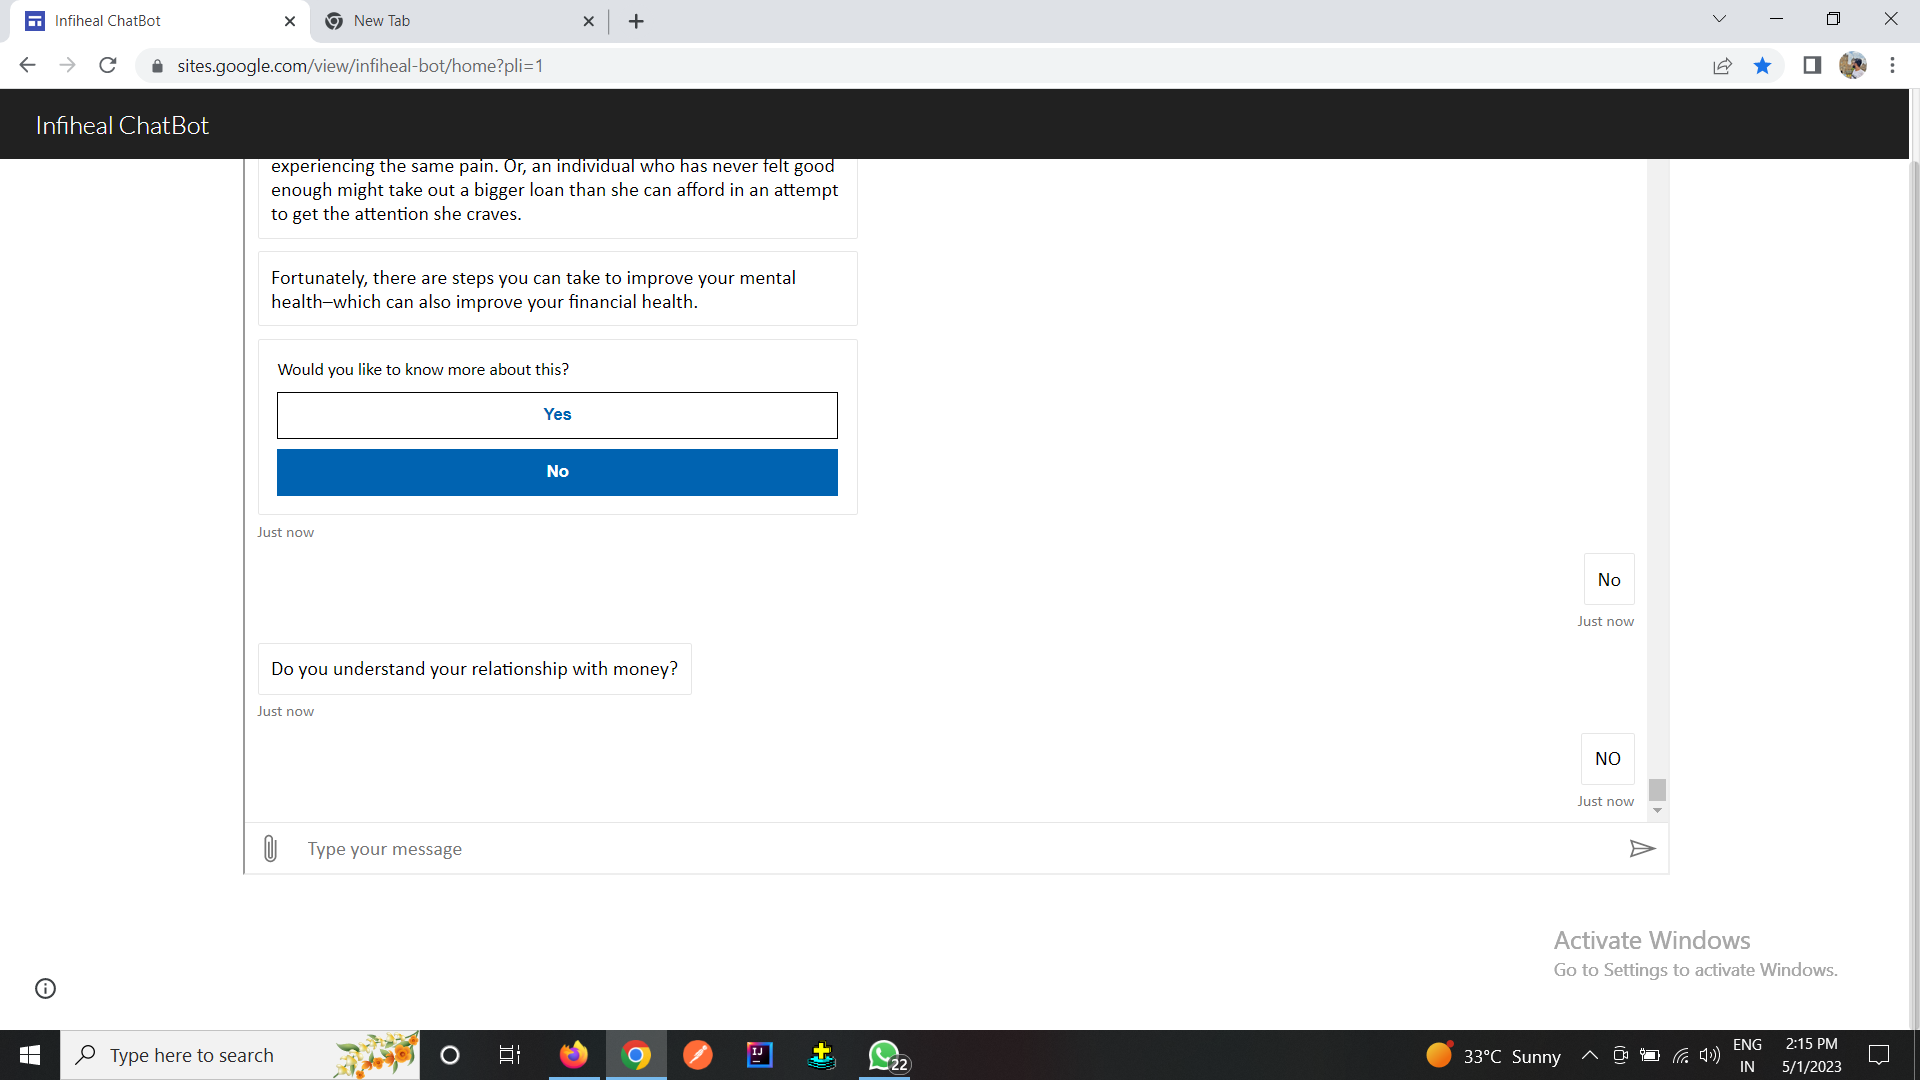 Infiheal ChatBot
New Tab
sites.google.com/view/infiheal-bot/home?pli=1
Infiheal ChatBot
experiencing the same pain. Or, an individual who has never felt good
enough might take out a bigger loan than she can afford in an attempt
to get the attention she craves.
Fortunately, there are steps you can take to improve your mental
health–which can also improve your financial health.
Would you like to know more about this?
Yes
No
Just now
No
Just now
Do you understand your relationship with money?
Just now
NO
Just now
Type your message
Activate Windows
Go to Settings to activate Windows.
Type here to search
IJ
22
33°C Sunny
ENG
IN
2:15 PM
5/1/2023